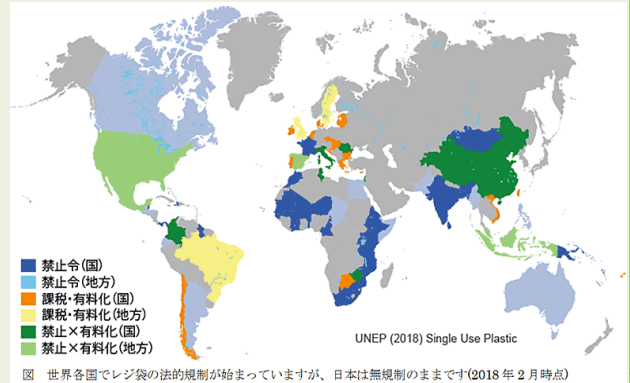 禁止令(国)
禁止令(地方)
課税・有料化(国)
課税・有料化(地方)
禁止×有料化(国)
禁止×有料化(地方)
UNEP (2018) Single Use Plastic
図 世界各国でレジ袋の法的規制が始まっていますが、日本は無規制のままです(2018 年 2 月時点)